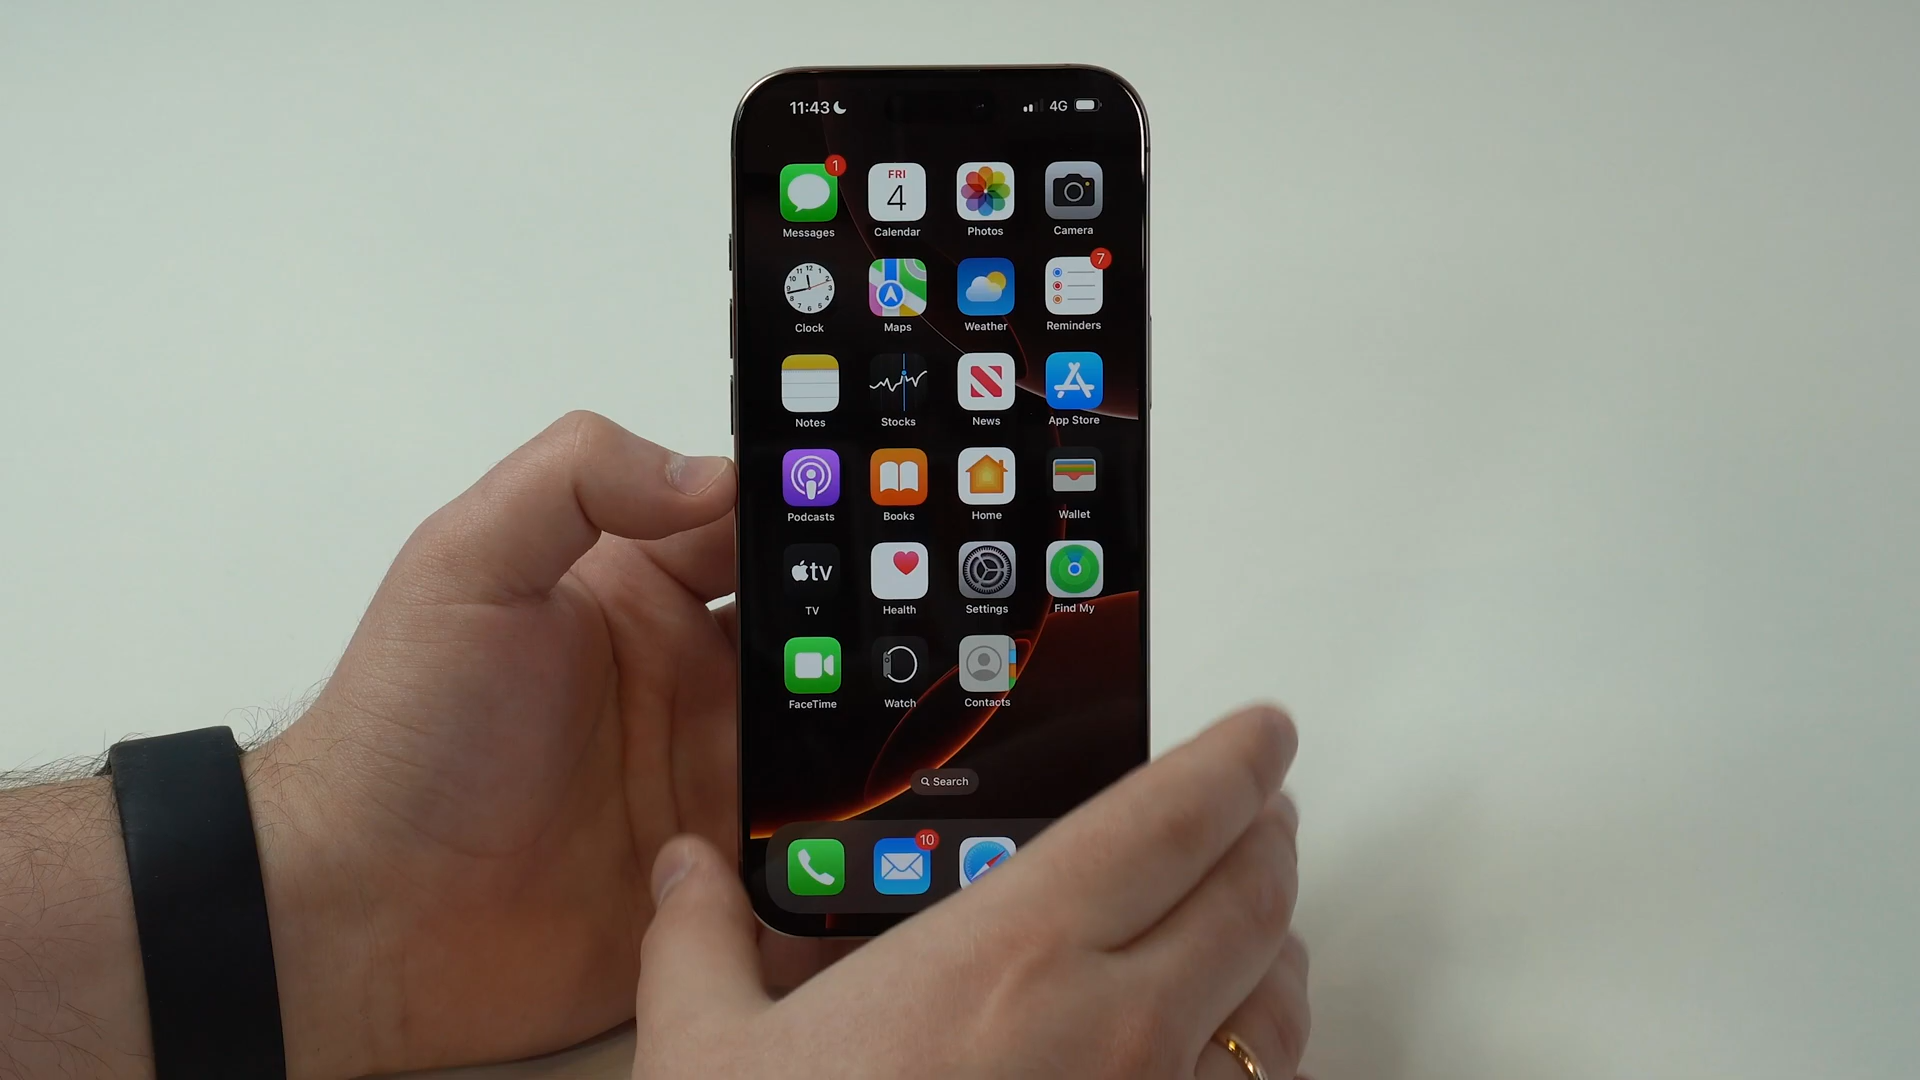 11:43 4G
1
FRI
4
Messages Calendar Photos Camera
7
Clock Maps Weather Reminders
Notes Stocks News App Store
Podcasts Books Home Wallet
tv
TV Health Settings Find My
FaceTime Watch Contacts
Search
10